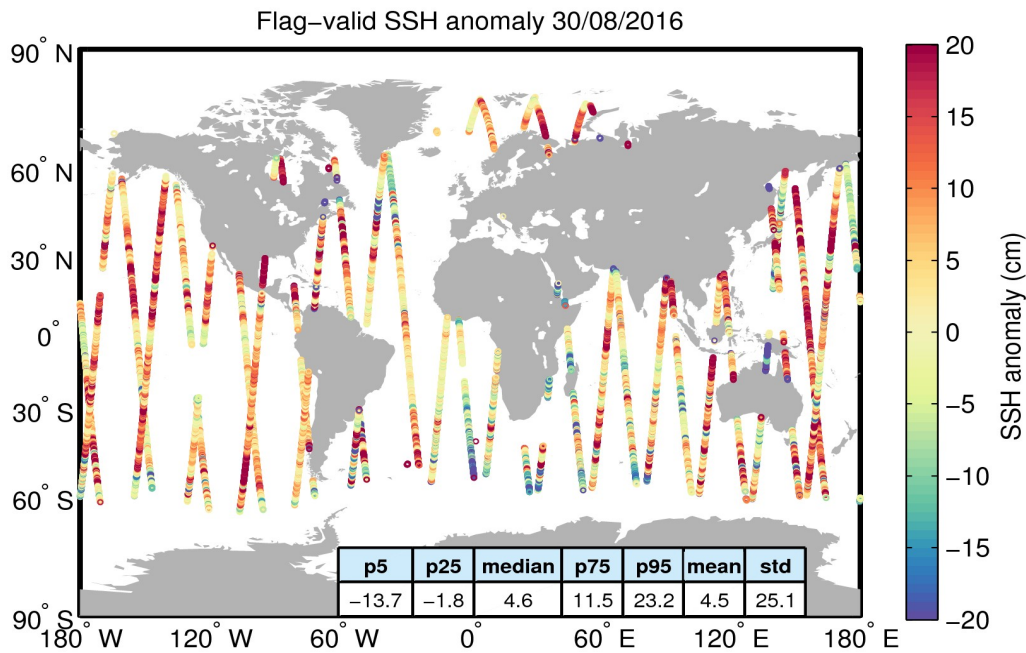 Flag−valid SSH anomaly 30/08/2016
90° N
60° N
30° N
0°
30° S
60° S
90° S
180° W
120° W
60° W
0°
60° E
120° E
180° E
p5 p25 median p75 p95 mean std
−13.7 −1.8 4.6 11.5 23.2 4.5 25.1
20
15
10
5
0
−5
−10
−15
−20
SSH anomaly (cm)